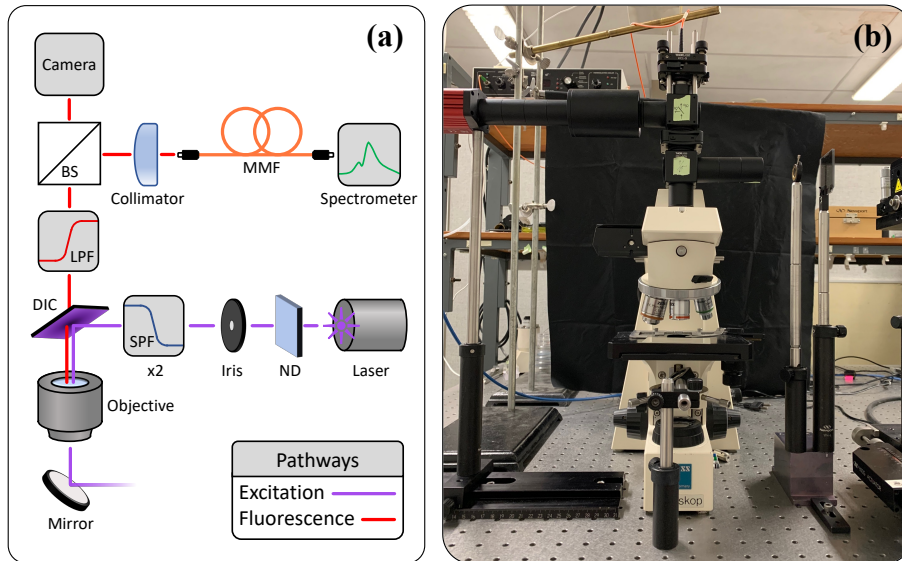 (a)
Camera
BS
Collimator
MMF
Spectrometer
LPF
DIC
SPF
x2
Iris
ND
Laser
Objective
Mirror
Pathways
Excitation
Fluorescence
(b)
skop